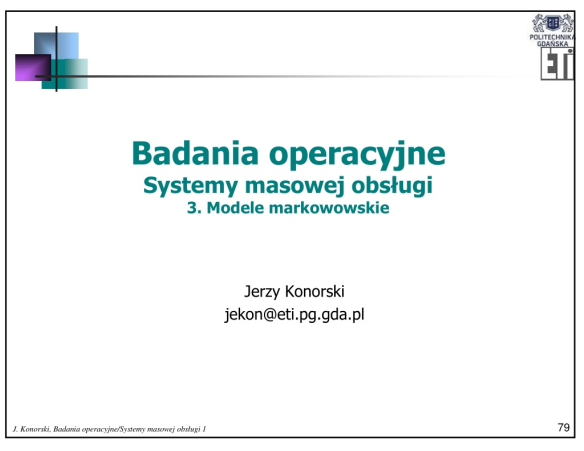 POLITECHNIKA
GDAŃSKA
ETI
Badania operacyjne
Systemy masowej obsługi
3. Modele markowowskie
Jerzy Konorski
jekon@eti.pg.gda.pl
J. Konorski, Badania operacyjne/Systemy masowej obsługi 1
79